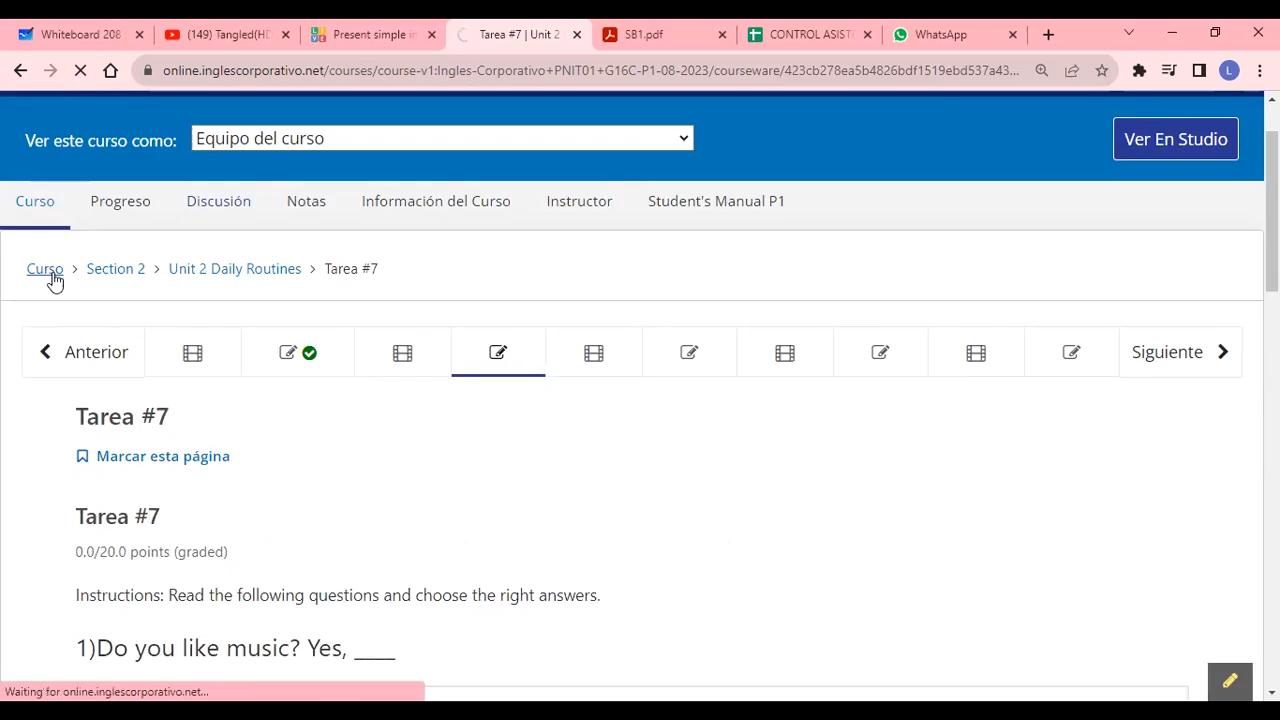 Whiteboard 208
(149) Tangled(HD
Present simple in
Tarea #7 | Unit 2
SB1.pdf
CONTROL ASIST
WhatsApp
online.inglescorporativo.net/courses/course-v1:Ingles-Corporativo+PNIT01+G16C-P1-08-2023/courseware/423cb278ea5b4826bdf1519ebd537a43...
L
Ver este curso como:
Equipo del curso
Ver En Studio
Curso
Progreso
Discusión
Notas
Información del Curso
Instructor
Student's Manual P1
Curso > Section 2 > Unit 2 Daily Routines > Tarea #7
Anterior
Siguiente
Tarea #7
Marcar esta página
Tarea #7
0.0/20.0 points (graded)
Instructions: Read the following questions and choose the right answers.
1)Do you like music? Yes, ____
Waiting for online.inglescorporativo.net...